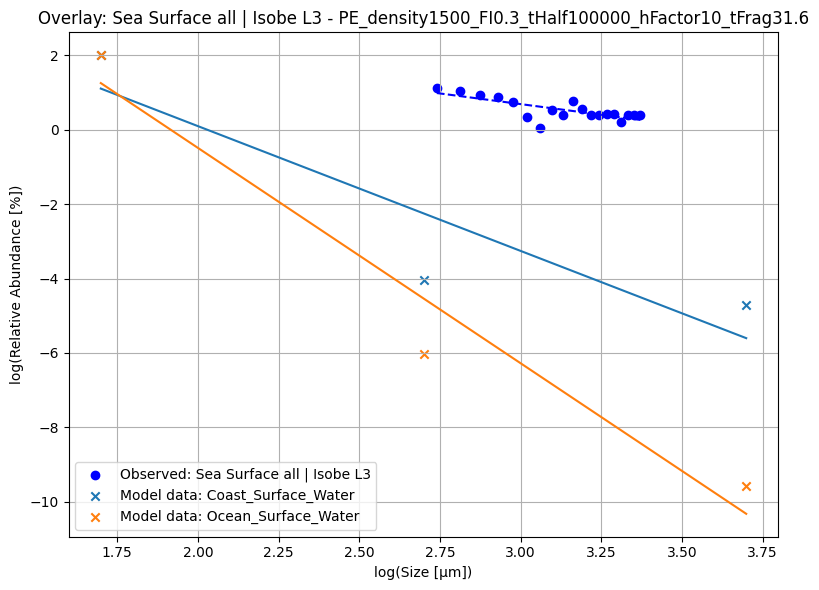 Overlay: Sea Surface all | Isobe L3 - PE_density1500_FI0.3_tHalf100000_hFactor10_tFrag31.6
log(Relative Abundance [%])
2
0
−2
−4
−6
−8
−10
Observed: Sea Surface all | Isobe L3
Model data: Coast_Surface_Water
Model data: Ocean_Surface_Water
1.75 2.00 2.25 2.50 2.75 3.00 3.25 3.50 3.75
log(Size [µm])